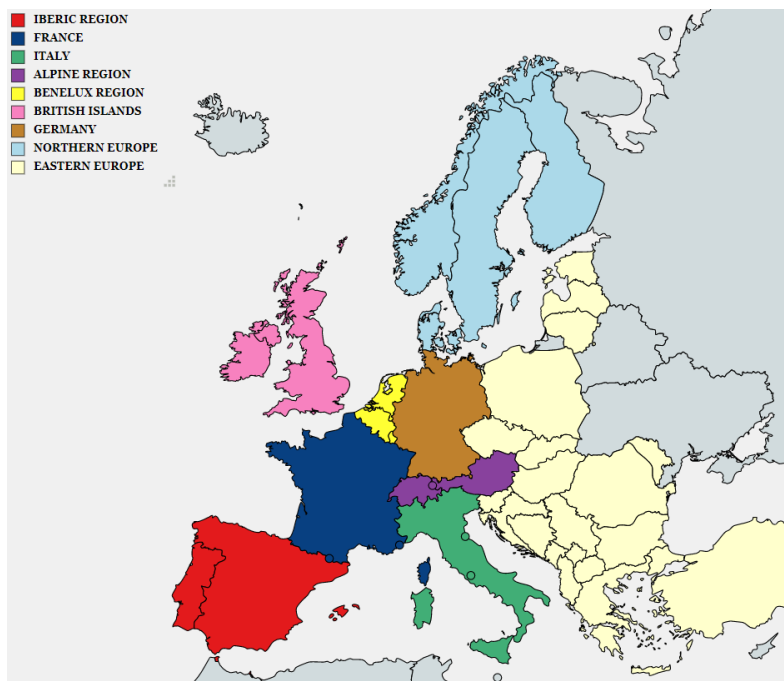 IBERIC REGION
FRANCE
ITALY
ALPINE REGION
BENELUX REGION
BRITISH ISLANDS
GERMANY
NORTHERN EUROPE
EASTERN EUROPE